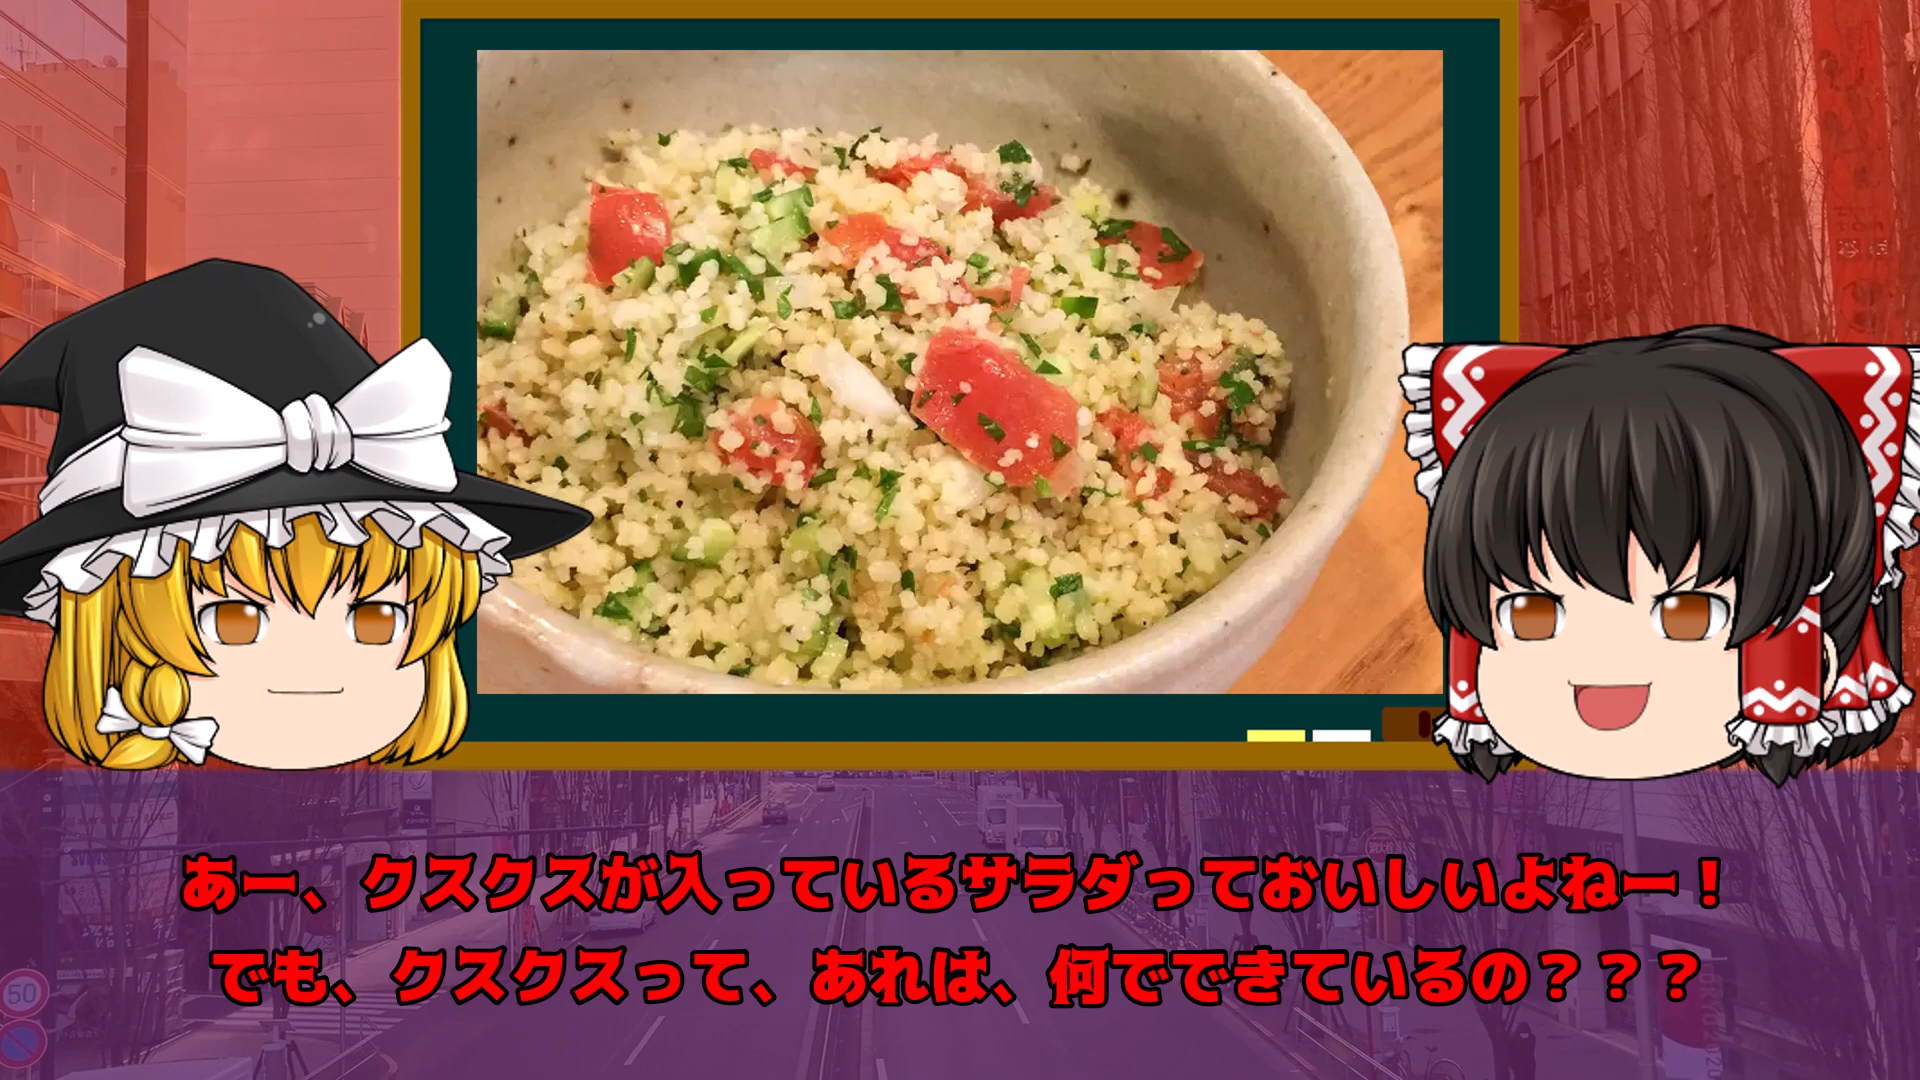 あー、クスクスが入っているサラダっておいしいよねー！
でも、クスクスって、あれは、何でできているの？？？
50